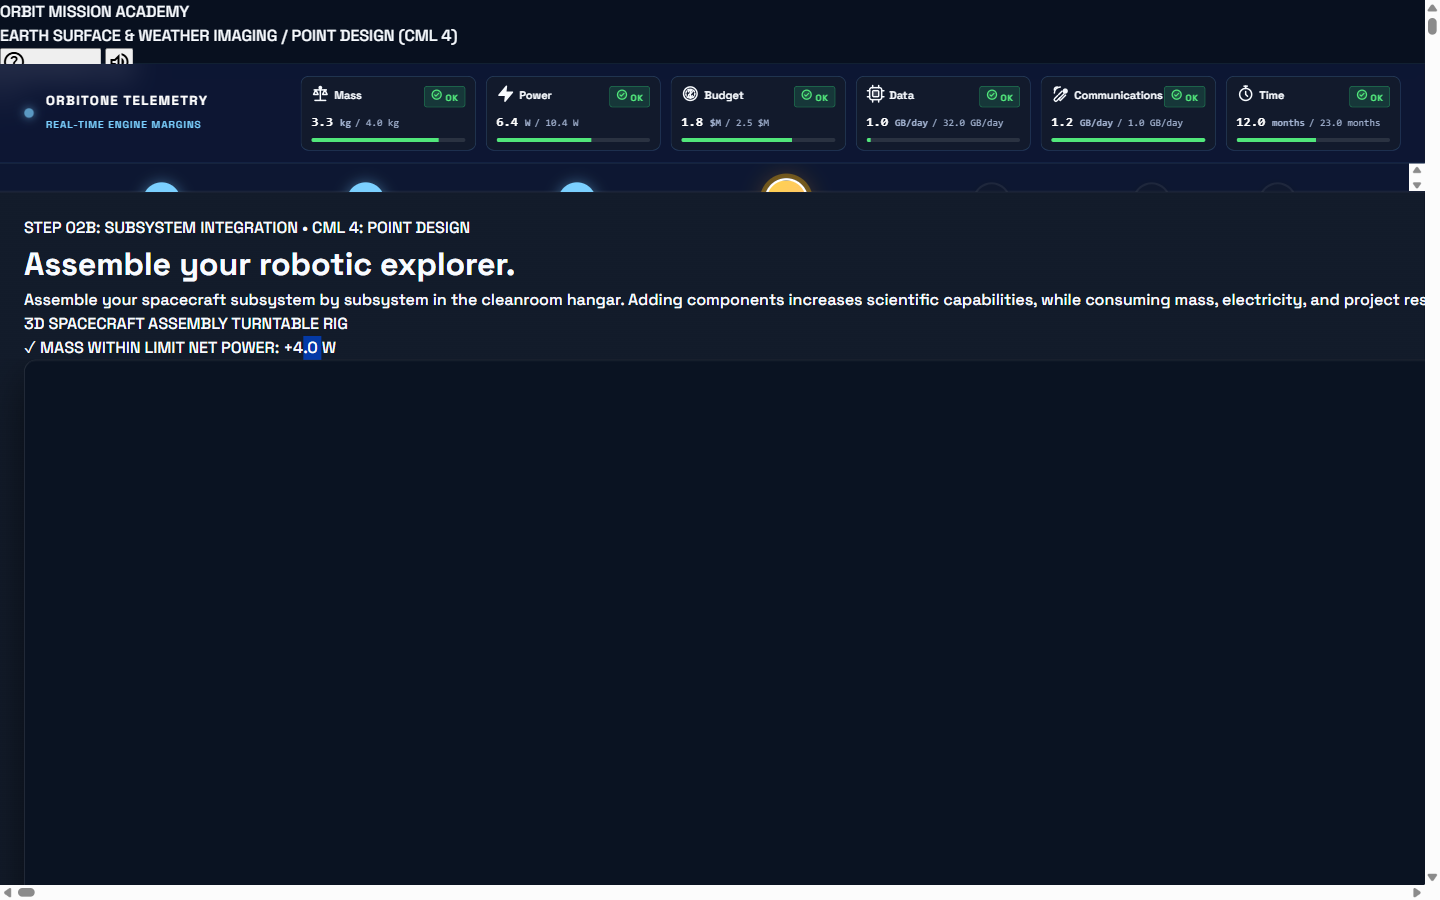 ORBIT MISSION ACADEMY
EARTH SURFACE & WEATHER IMAGING / POINT DESIGN (CML 4)
ORBITONE TELEMETRY
REAL-TIME ENGINE MARGINS
Mass OK
3.3 kg / 4.0 kg
Power OK
6.4 W / 10.4 W
Budget OK
1.8 $M / 2.5 $M
Data OK
1.0 GB/day / 32.0 GB/day
Communications OK
1.2 GB/day / 1.0 GB/day
Time OK
12.0 months / 23.0 months
STEP 02B: SUBSYSTEM INTEGRATION • CML 4: POINT DESIGN
Assemble your robotic explorer.
Assemble your spacecraft subsystem by subsystem in the cleanroom hangar. Adding components increases scientific capabilities, while consuming mass, electricity, and project res
3D SPACECRAFT ASSEMBLY TURNTABLE RIG
✓ MASS WITHIN LIMIT NET POWER: +4.0 W